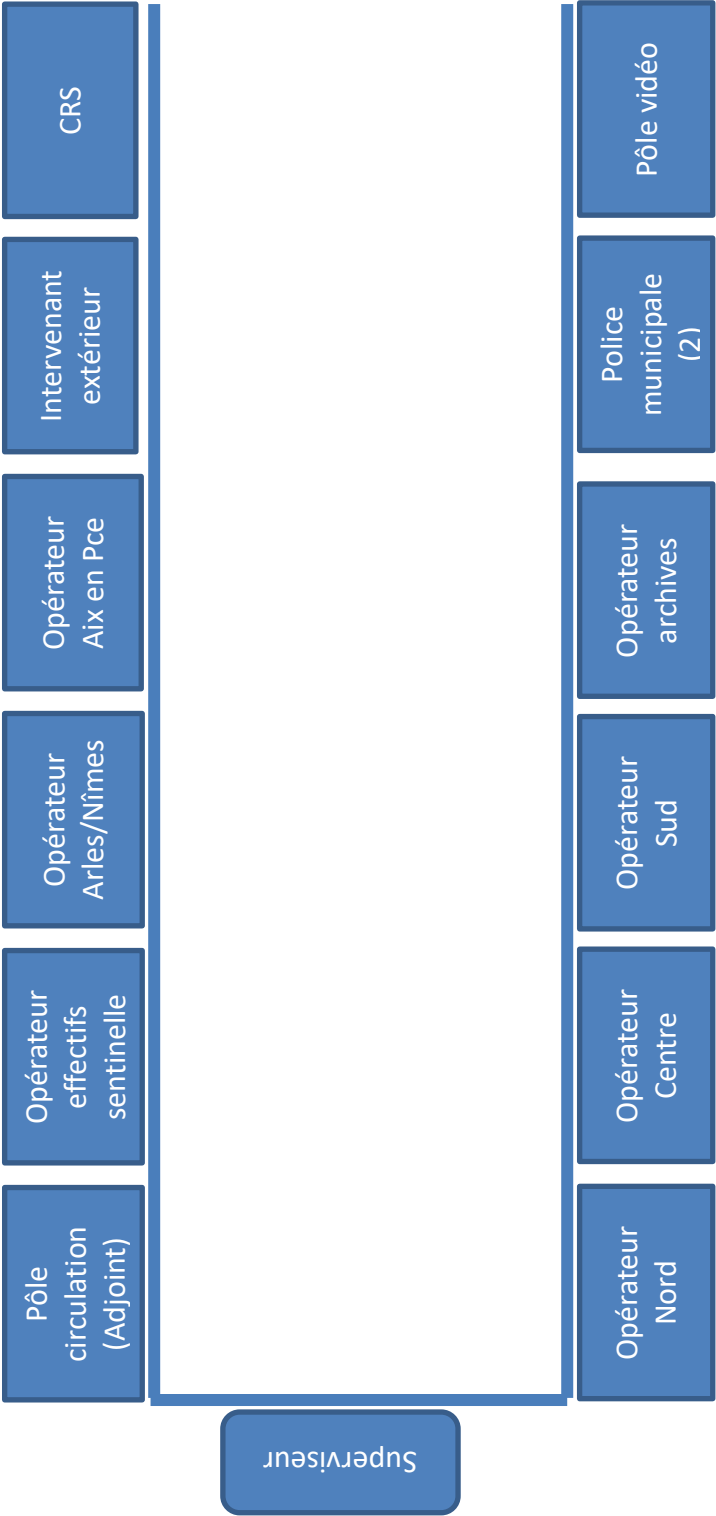 CRS
Intervenant
extérieur
Opérateur
Aix en Pce
Opérateur
Arles/Nîmes
Opérateur
effectifs
sentinelle
Pôle
circulation
(Adjoint)
Pôle vidéo
Police
municipale
(2)
Opérateur
archives
Opérateur
Sud
Opérateur
Centre
Opérateur
Nord
Superviseur